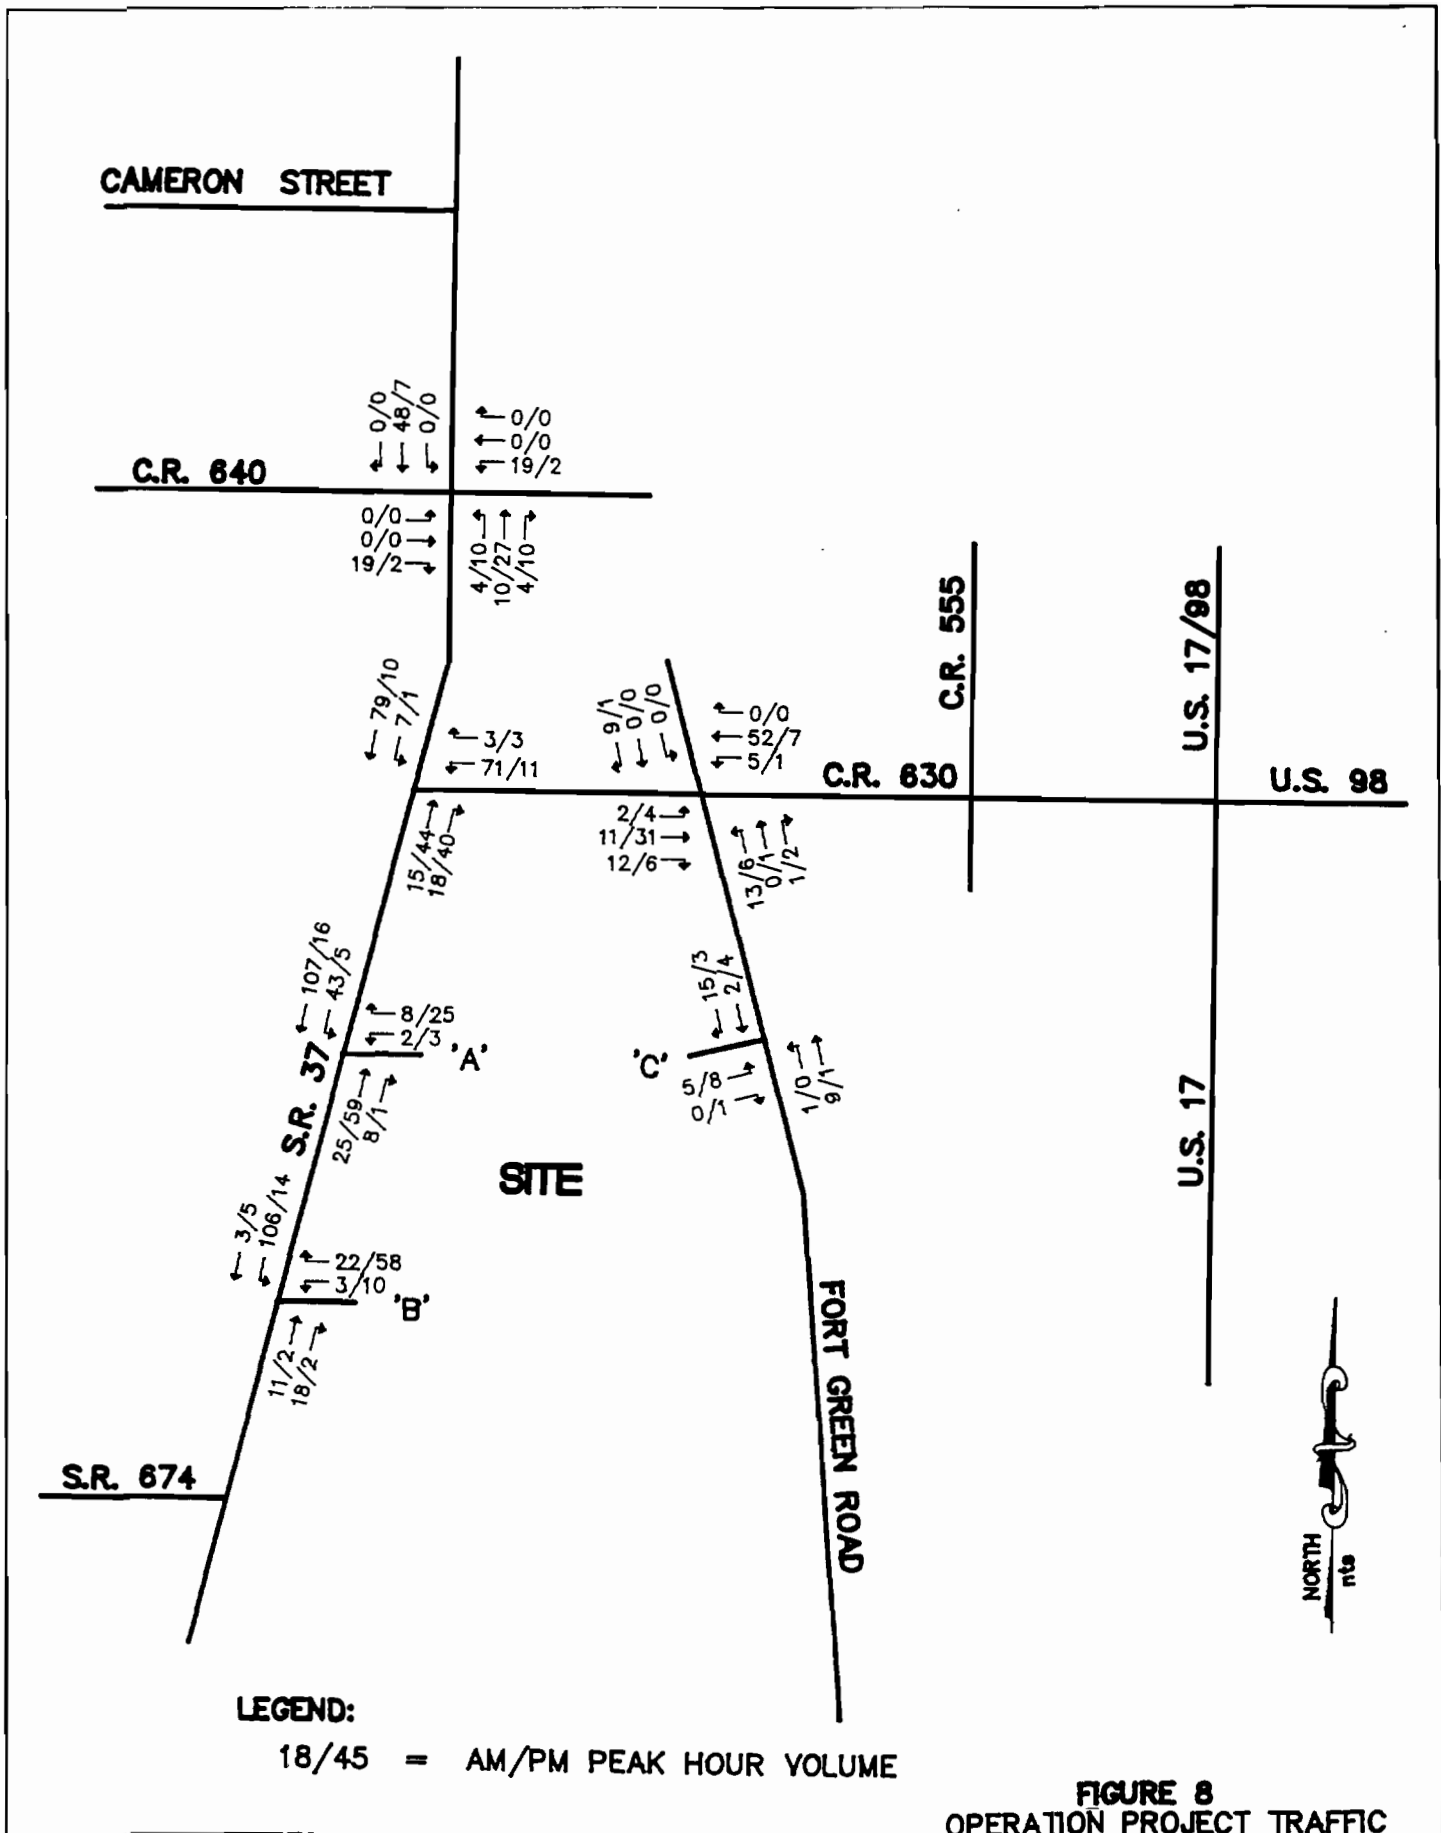 CAMERON STREET
0/0
48/7
0/0
0/0
0/0
19/2
C.R. 640
0/0
0/0
19/2
4/10
10/27
4/10
C.R. 555
U.S. 17/98
79/10
7/1
3/3
71/11
9/1
0/0
0/0
0/0
52/7
5/1
C.R. 630
U.S. 98
15/44
18/40
2/4
11/31
12/6
13/6
0/1
1/2
107/16
43/5
8/25
2/3
'A'
S.R. 37
25/59
8/1
15/3
2/4
'C'
5/8
0/1
1/0
9/1
U.S. 17
SITE
3/5
106/14
22/58
3/10
'B'
11/2
18/2
FORT GREEN ROAD
S.R. 674
NORTH
nts
LEGEND:
18/45 = AM/PM PEAK HOUR VOLUME
FIGURE 8
OPERATION PROJECT TRAFFIC